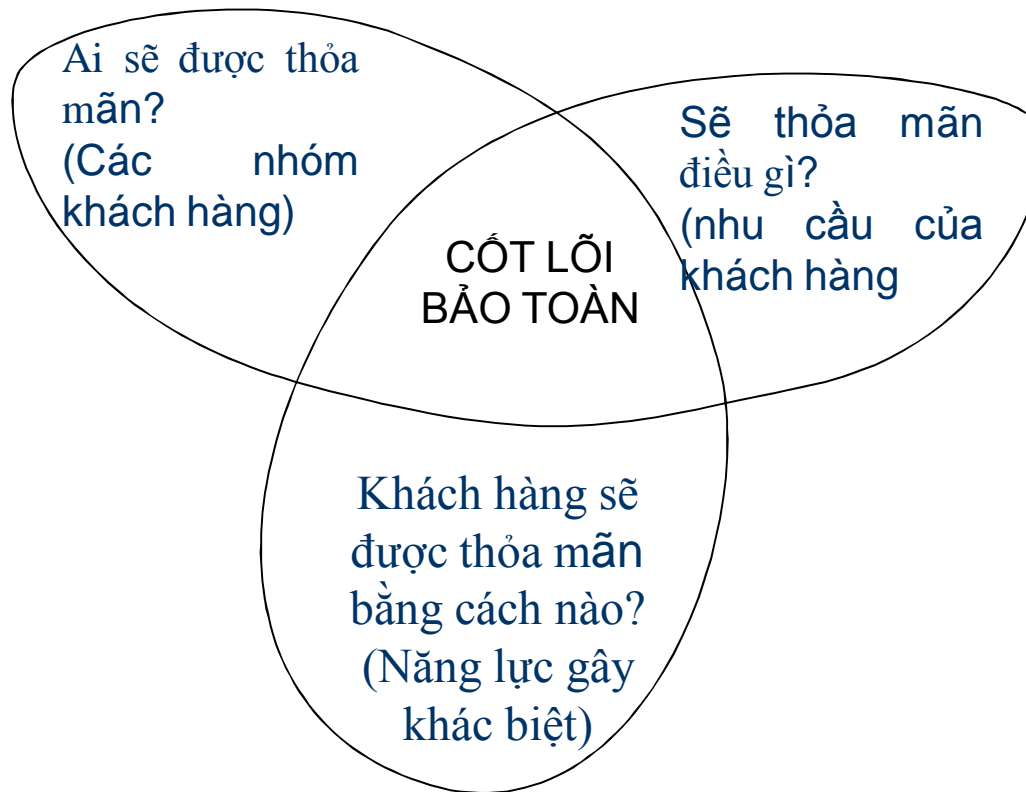 Ai sẽ được thỏa
mãn?
(Các nhóm
khách hàng)
Sẽ thỏa mãn
điều gì?
(nhu cầu của
khách hàng
CỐT LÕI
BẢO TOÀN
Khách hàng sẽ
được thỏa mãn
bằng cách nào?
(Năng lực gây
khác biệt)